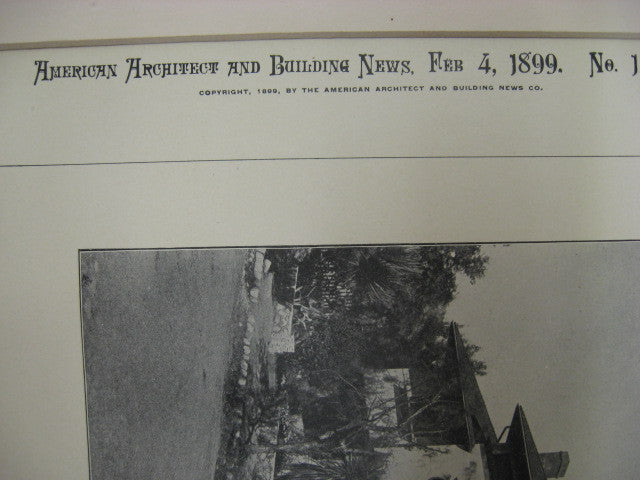 American Architect and Building News, Feb 4, 1899. No. 1
COPYRIGHT, 1899, BY THE AMERICAN ARCHITECT AND BUILDING NEWS CO.